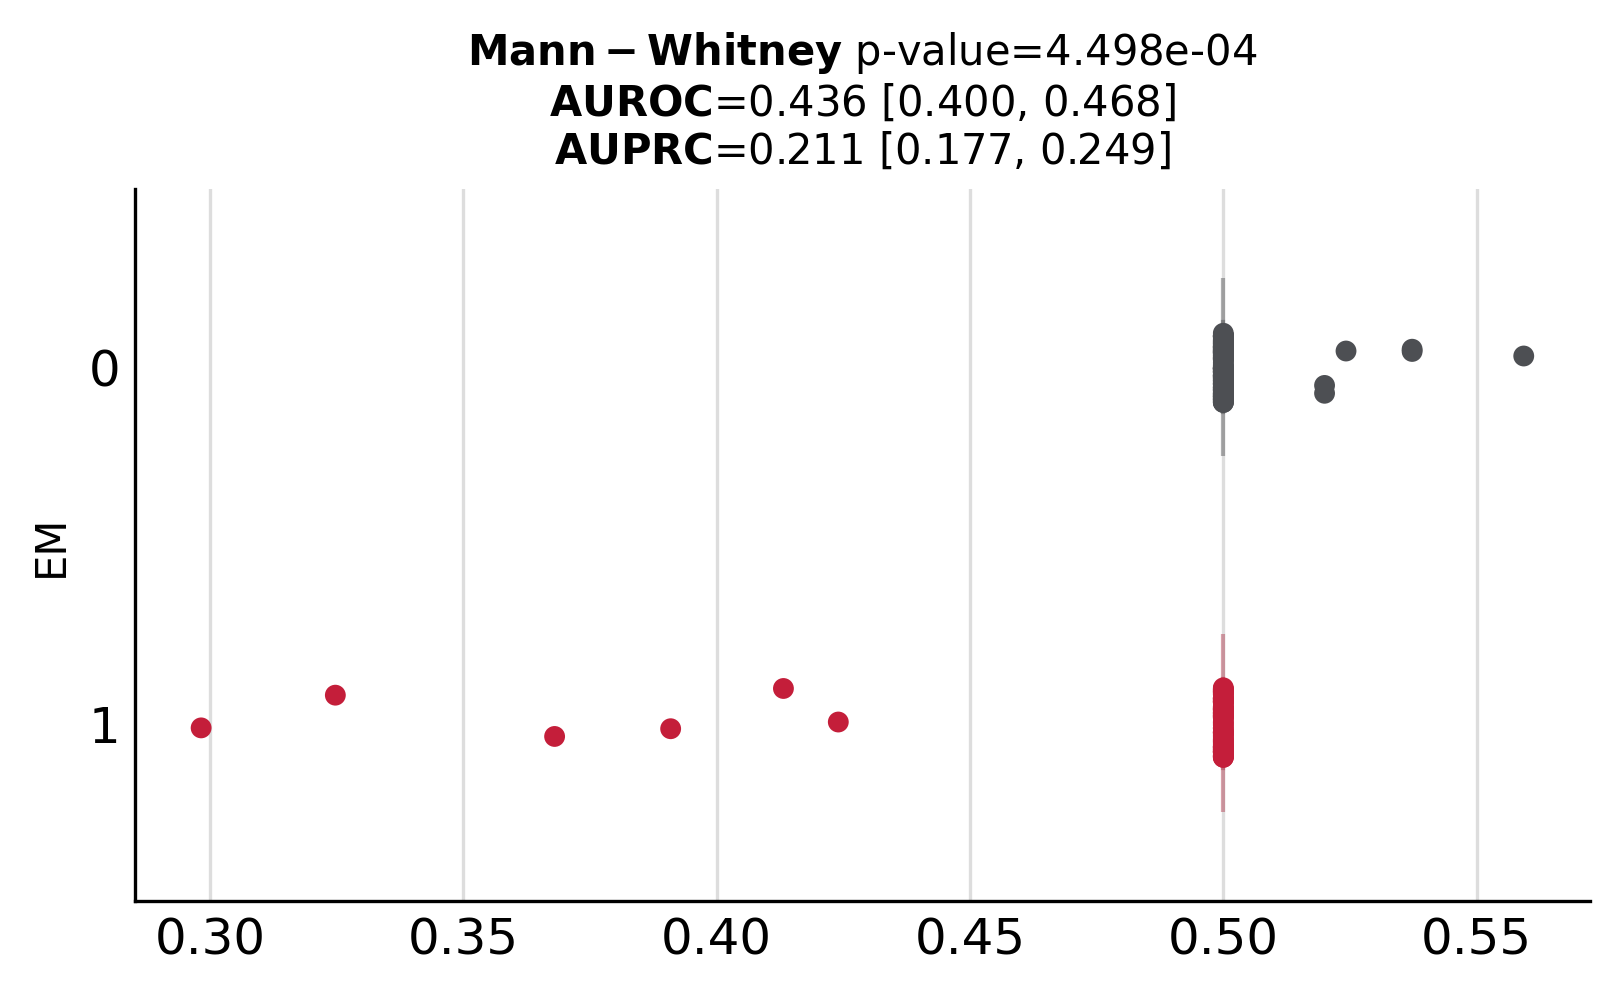 Mann – Whitney p-value=4.498e-04
AUROC=0.436 [0.400, 0.468]
AUPRC=0.211 [0.177, 0.249]
0
EM
1
0.30 0.35 0.40 0.45 0.50 0.55